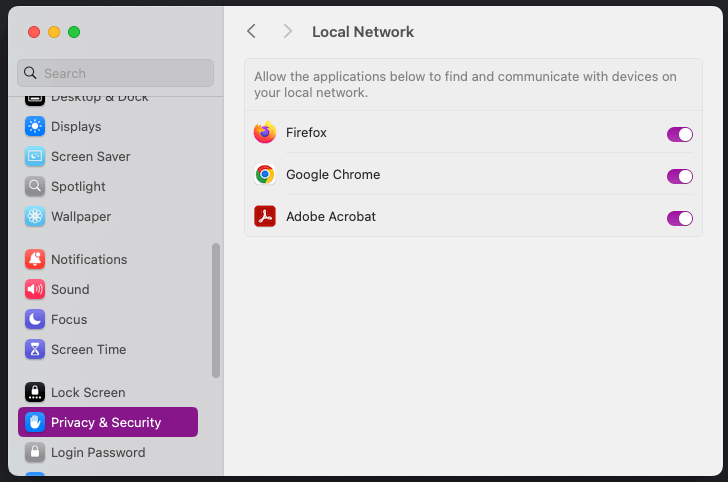 Local Network
Search
Desktop & Dock
Displays
Screen Saver
Spotlight
Wallpaper
Notifications
Sound
Focus
Screen Time
Lock Screen
Privacy & Security
Login Password
Allow the applications below to find and communicate with devices on
your local network.
Firefox
Google Chrome
Adobe Acrobat